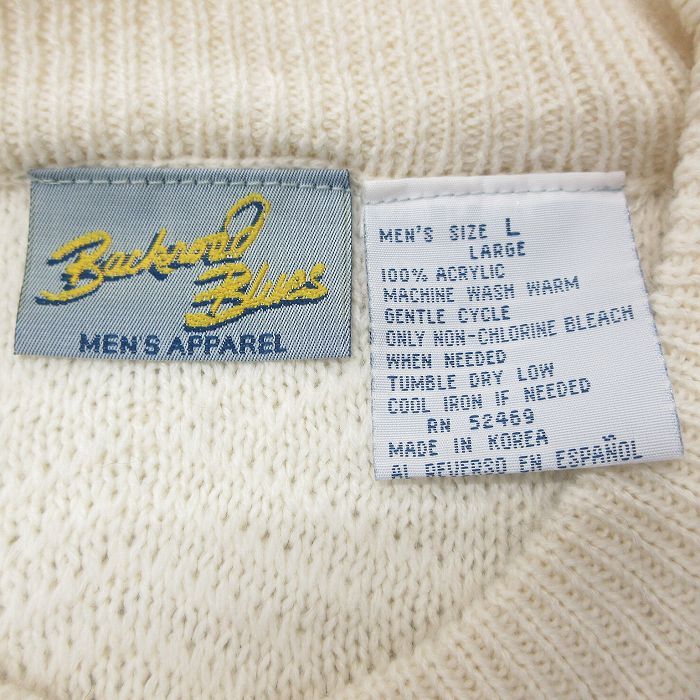 Backroad
Blues
MEN'S APPAREL
MEN'S SIZE L
LARGE
100% ACRYLIC
MACHINE WASH WARM
GENTLE CYCLE
ONLY NON-CHLORINE BLEACH
WHEN NEEDED
TUMBLE DRY LOW
COOL IRON IF NEEDED
RN 52469
MADE IN KOREA
AL REVERSO EN ESPAÑOL